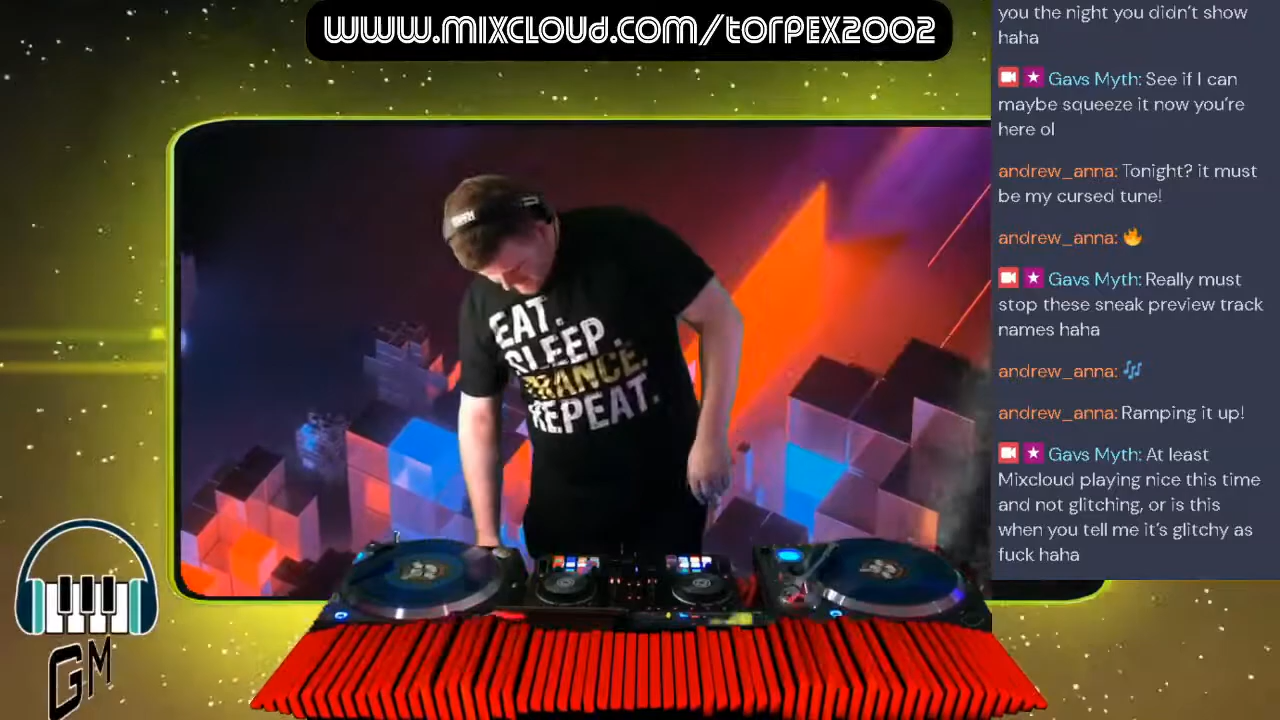 www.mixcloud.com/torpex2002
EAT.
SLEEP.
TRANCE.
REPEAT.
GM
you the night you didn't show
haha
Gavs Myth: See if I can
maybe squeeze it now you're
here ol
andrew_anna: Tonight? it must
be my cursed tune!
andrew_anna: 🔥
Gavs Myth: Really must
stop these sneak preview track
names haha
andrew_anna: 🎶
andrew_anna: Ramping it up!
Gavs Myth: At least
Mixcloud playing nice this time
and not glitching, or is this
when you tell me it's glitchy as
fuck haha